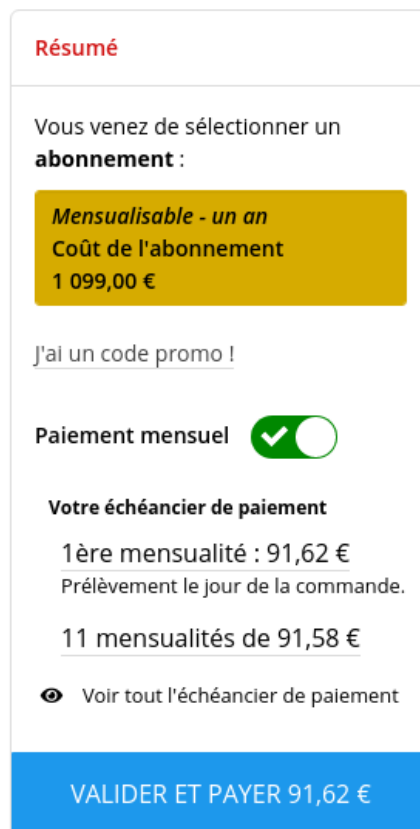 Résumé
Vous venez de sélectionner un
abonnement :
Mensualisable - un an
Coût de l'abonnement
1 099,00 €
J'ai un code promo !
Paiement mensuel
Votre échéancier de paiement
1ère mensualité : 91,62 €
Prélèvement le jour de la commande.
11 mensualités de 91,58 €
Voir tout l'échéancier de paiement
VALIDER ET PAYER 91,62 €